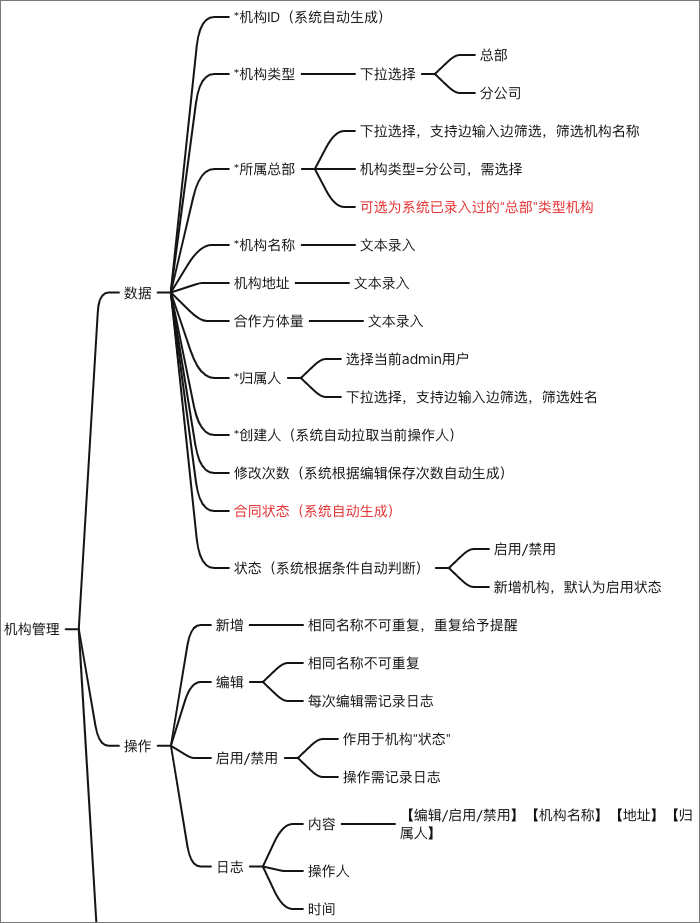 *机构ID（系统自动生成）
总部
*机构类型
下拉选择
分公司
下拉选择，支持边输入边筛选，筛选机构名称
*所属总部
机构类型=分公司，需选择
可选为系统已录入过的“总部”类型机构
*机构名称
文本录入
数据
机构地址
文本录入
合作方体量
文本录入
选择当前admin用户
*归属人
下拉选择，支持边输入边筛选，筛选姓名
*创建人（系统自动拉取当前操作人）
修改次数（系统根据编辑保存次数自动生成）
合同状态（系统自动生成）
启用/禁用
状态（系统根据条件自动判断）
新增机构，默认为启用状态
机构管理
新增
相同名称不可重复，重复给予提醒
相同名称不可重复
编辑
每次编辑需记录日志
操作
作用于机构“状态”
启用/禁用
操作需记录日志
内容
【编辑/启用/禁用】【机构名称】【地址】【归
属人】
日志
操作人
时间